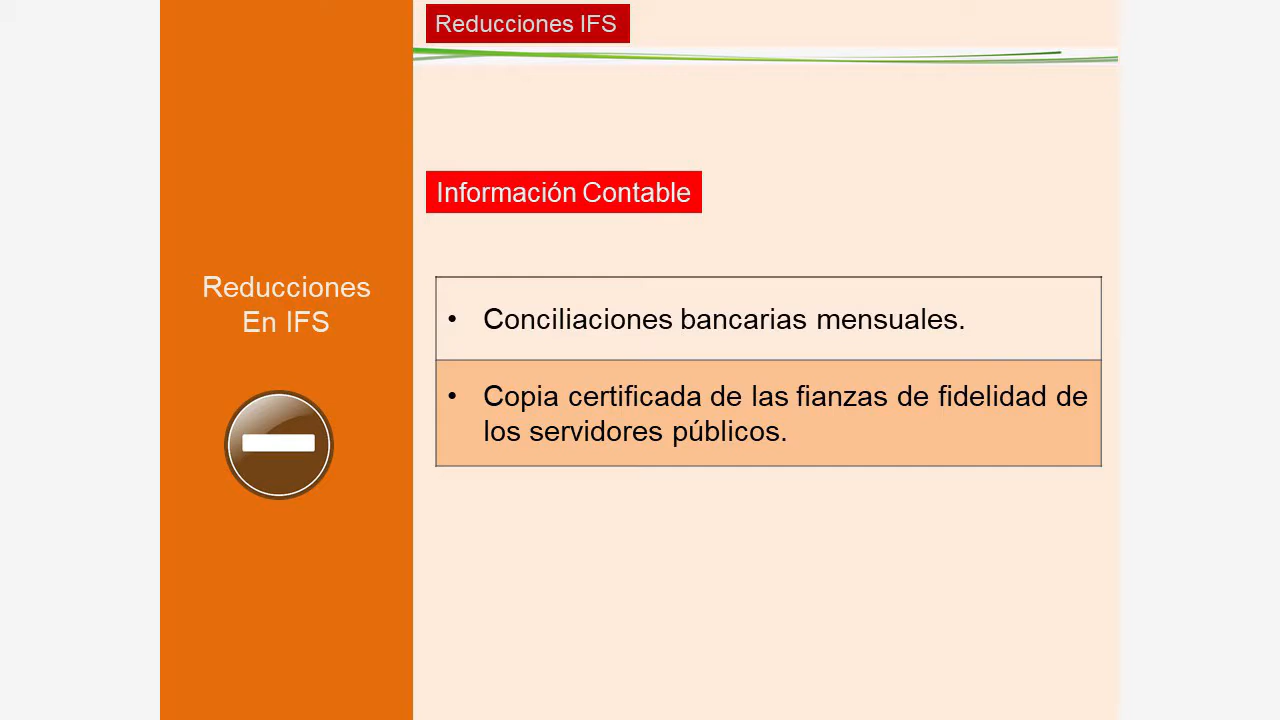 Reducciones IFS
Información Contable
Reducciones
En IFS
• Conciliaciones bancarias mensuales.
• Copia certificada de las fianzas de fidelidad de
los servidores públicos.